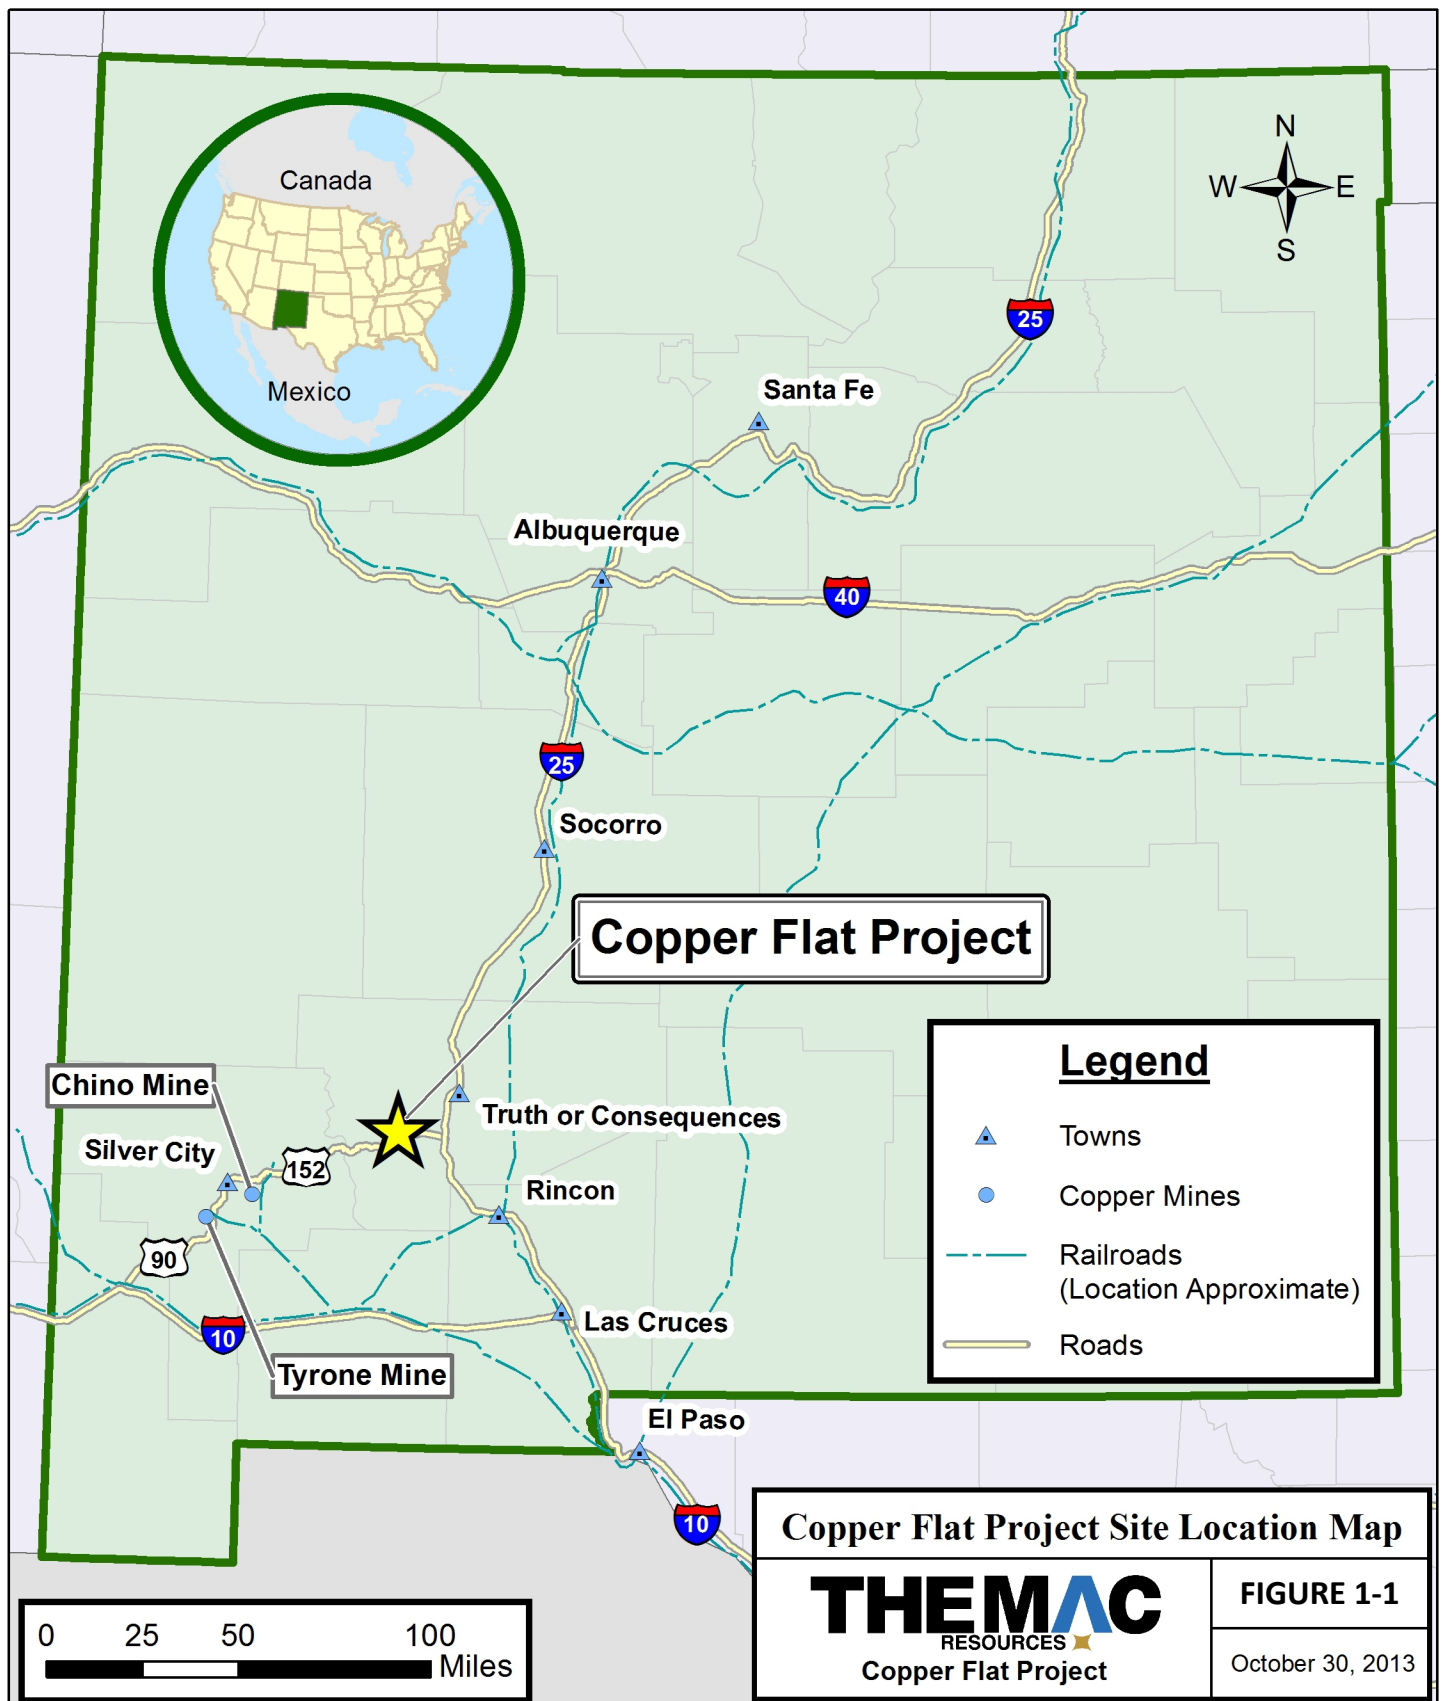 N
W E
S
Canada
Mexico
25
Santa Fe
Albuquerque
40
25
Socorro
Copper Flat Project
Chino Mine
Truth or Consequences
Silver City
152
Rincon
90
10
Las Cruces
Tyrone Mine
El Paso
10
Legend
Towns
Copper Mines
Railroads
(Location Approximate)
Roads
0 25 50 100
Miles
Copper Flat Project Site Location Map
THEMAC
RESOURCES
Copper Flat Project
FIGURE 1-1
October 30, 2013